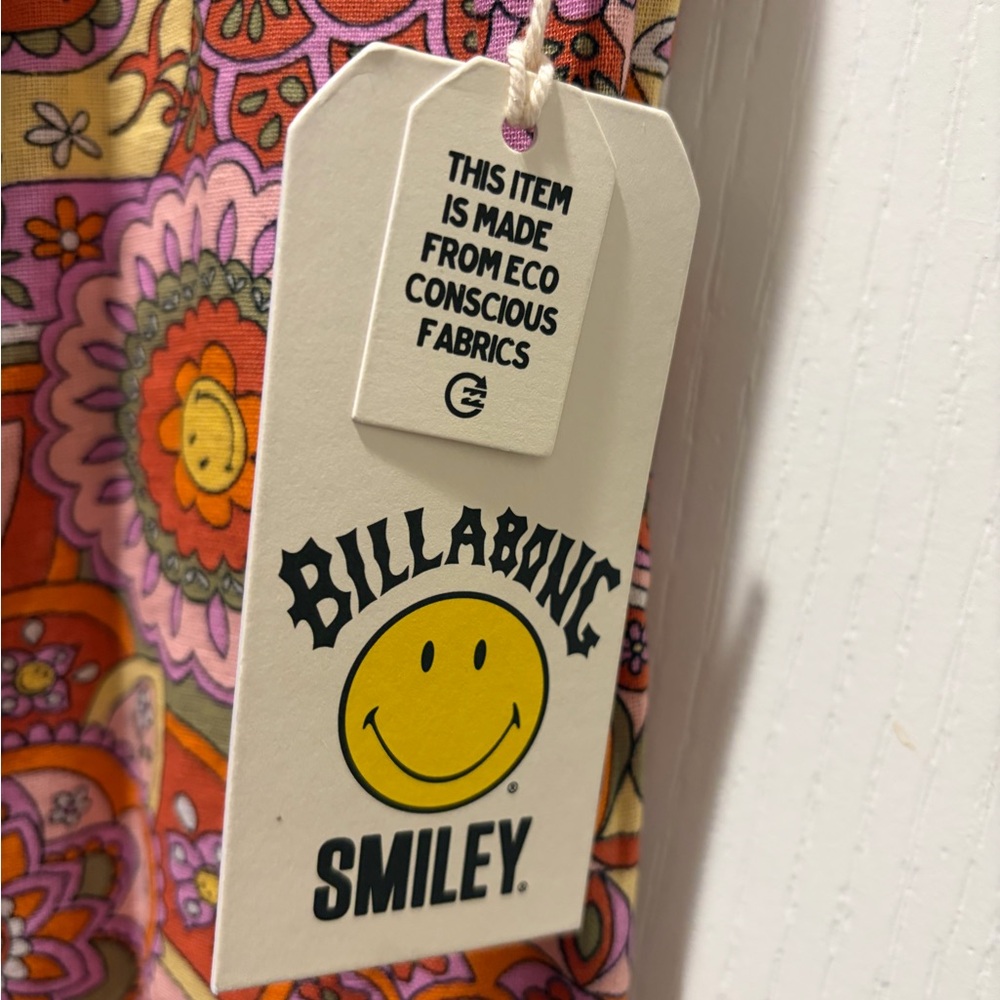 THIS ITEM
IS MADE
FROM ECO
CONSCIOUS
FABRICS
BILLABONG
®
SMILEY®